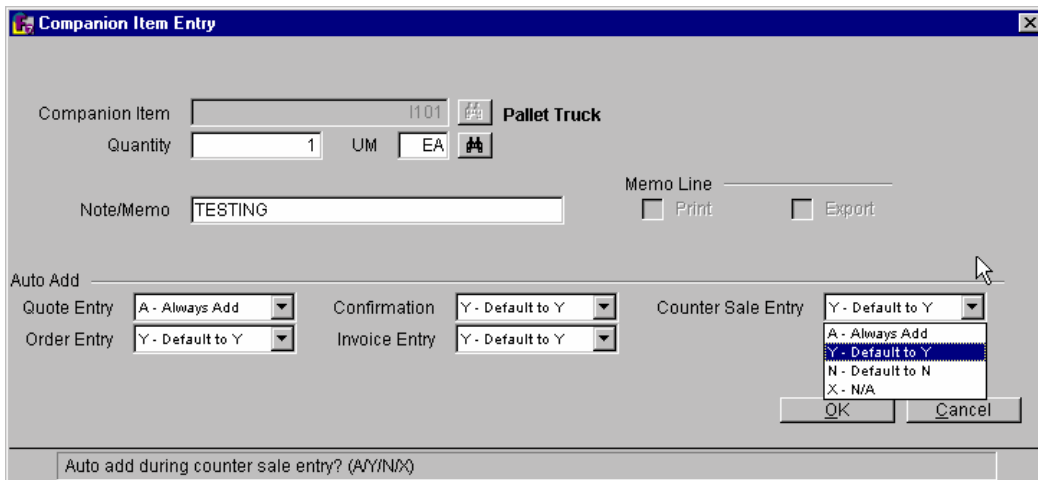 Companion Item Entry
Companion Item I101 Pallet Truck
Quantity 1 UM EA
Memo Line
Note/Memo TESTING Print Export
Auto Add
Quote Entry A - Always Add Confirmation Y - Default to Y Counter Sale Entry Y - Default to Y
Order Entry Y - Default to Y Invoice Entry Y - Default to Y
A - Always Add
Y - Default to Y
N - Default to N
X - N/A
OK Cancel
Auto add during counter sale entry? (A/Y/N/X)